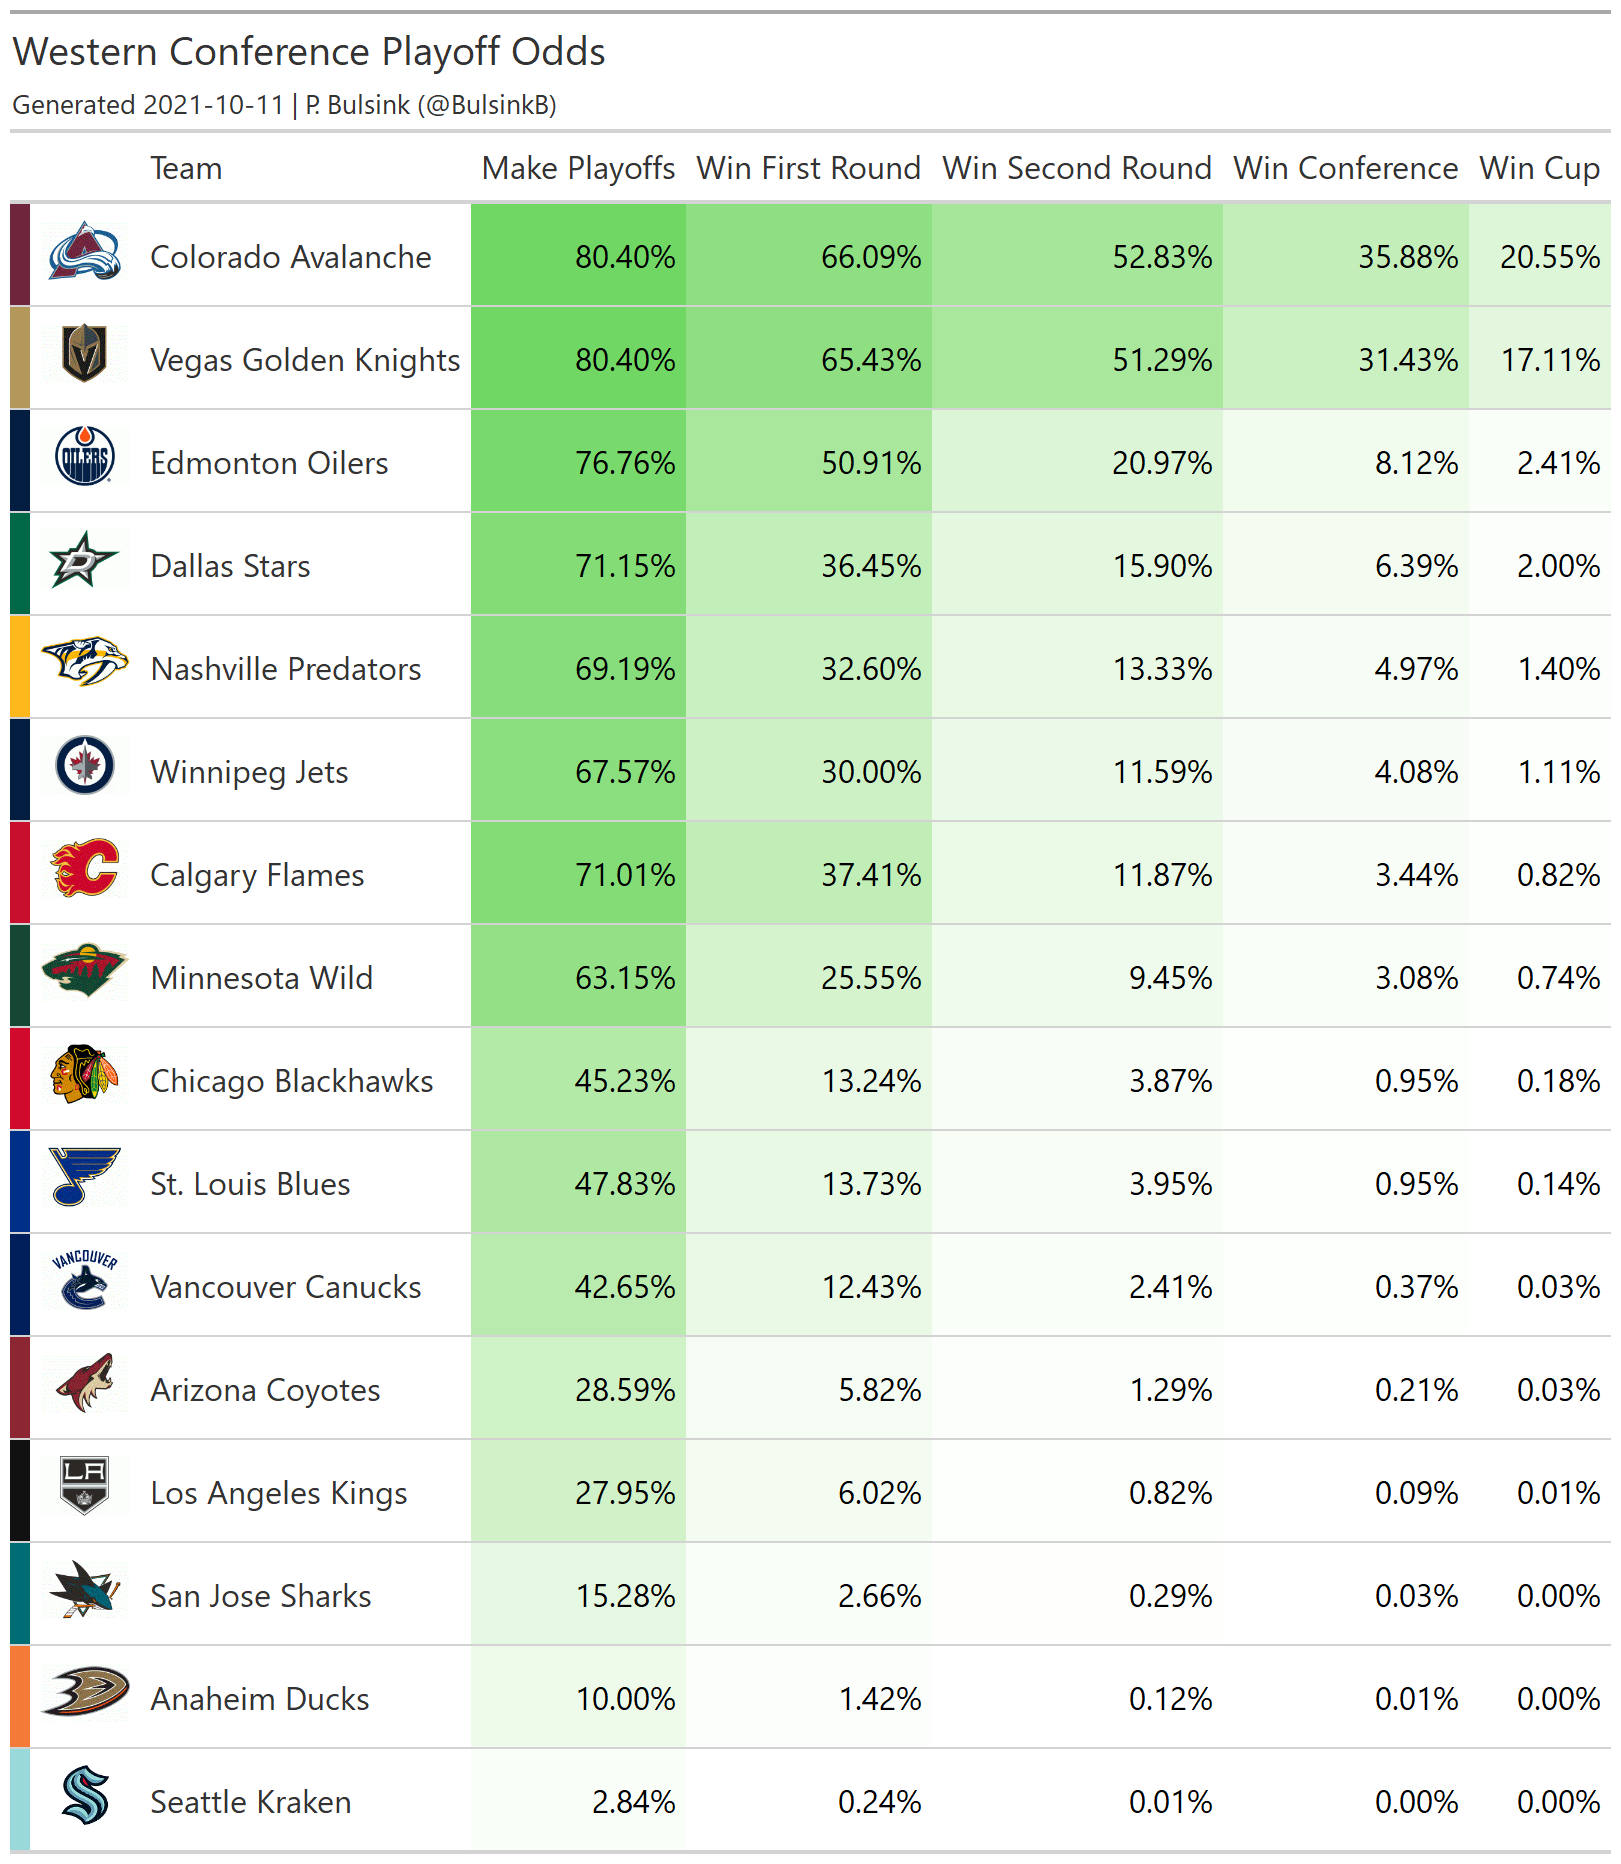 Western Conference Playoff Odds
Generated 2021-10-11 | P. Bulsink (@BulsinkB)
Team Make Playoffs Win First Round Win Second Round Win Conference Win Cup
Colorado Avalanche 80.40% 66.09% 52.83% 35.88% 20.55%
Vegas Golden Knights 80.40% 65.43% 51.29% 31.43% 17.11%
OILERS Edmonton Oilers 76.76% 50.91% 20.97% 8.12% 2.41%
D Dallas Stars 71.15% 36.45% 15.90% 6.39% 2.00%
Nashville Predators 69.19% 32.60% 13.33% 4.97% 1.40%
Winnipeg Jets 67.57% 30.00% 11.59% 4.08% 1.11%
C Calgary Flames 71.01% 37.41% 11.87% 3.44% 0.82%
Minnesota Wild 63.15% 25.55% 9.45% 3.08% 0.74%
Chicago Blackhawks 45.23% 13.24% 3.87% 0.95% 0.18%
St. Louis Blues 47.83% 13.73% 3.95% 0.95% 0.14%
VANCOUVER Vancouver Canucks 42.65% 12.43% 2.41% 0.37% 0.03%
Arizona Coyotes 28.59% 5.82% 1.29% 0.21% 0.03%
LA Los Angeles Kings 27.95% 6.02% 0.82% 0.09% 0.01%
San Jose Sharks 15.28% 2.66% 0.29% 0.03% 0.00%
Anaheim Ducks 10.00% 1.42% 0.12% 0.01% 0.00%
S Seattle Kraken 2.84% 0.24% 0.01% 0.00% 0.00%